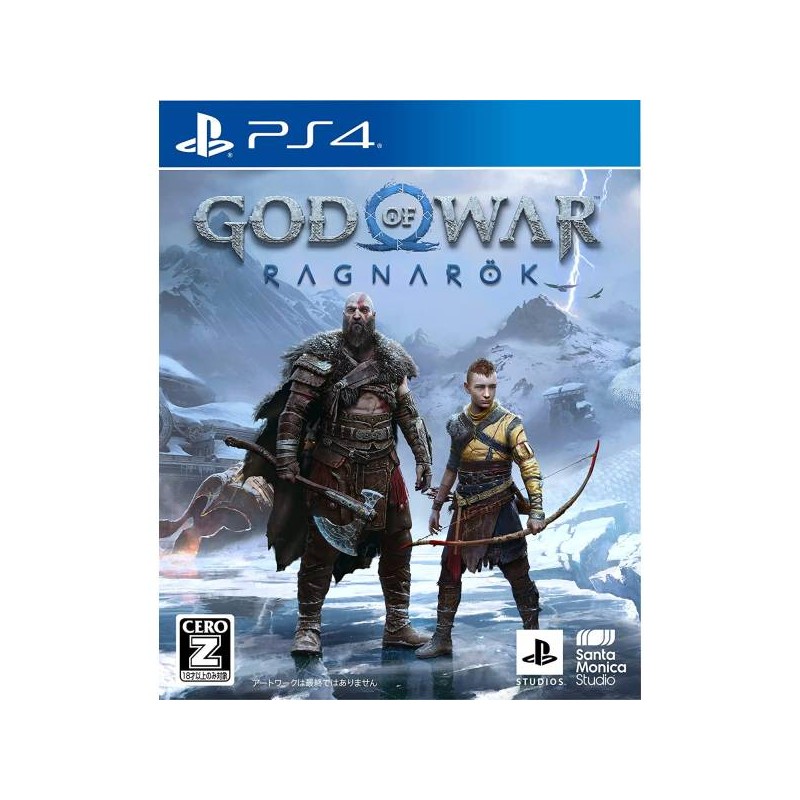 PS4
GOD OF WAR
RAGNARÖK
CERO
Z
18才以上のみ対象
アートワークは最終ではありません
STUDIOS
Santa
Monica
Studio